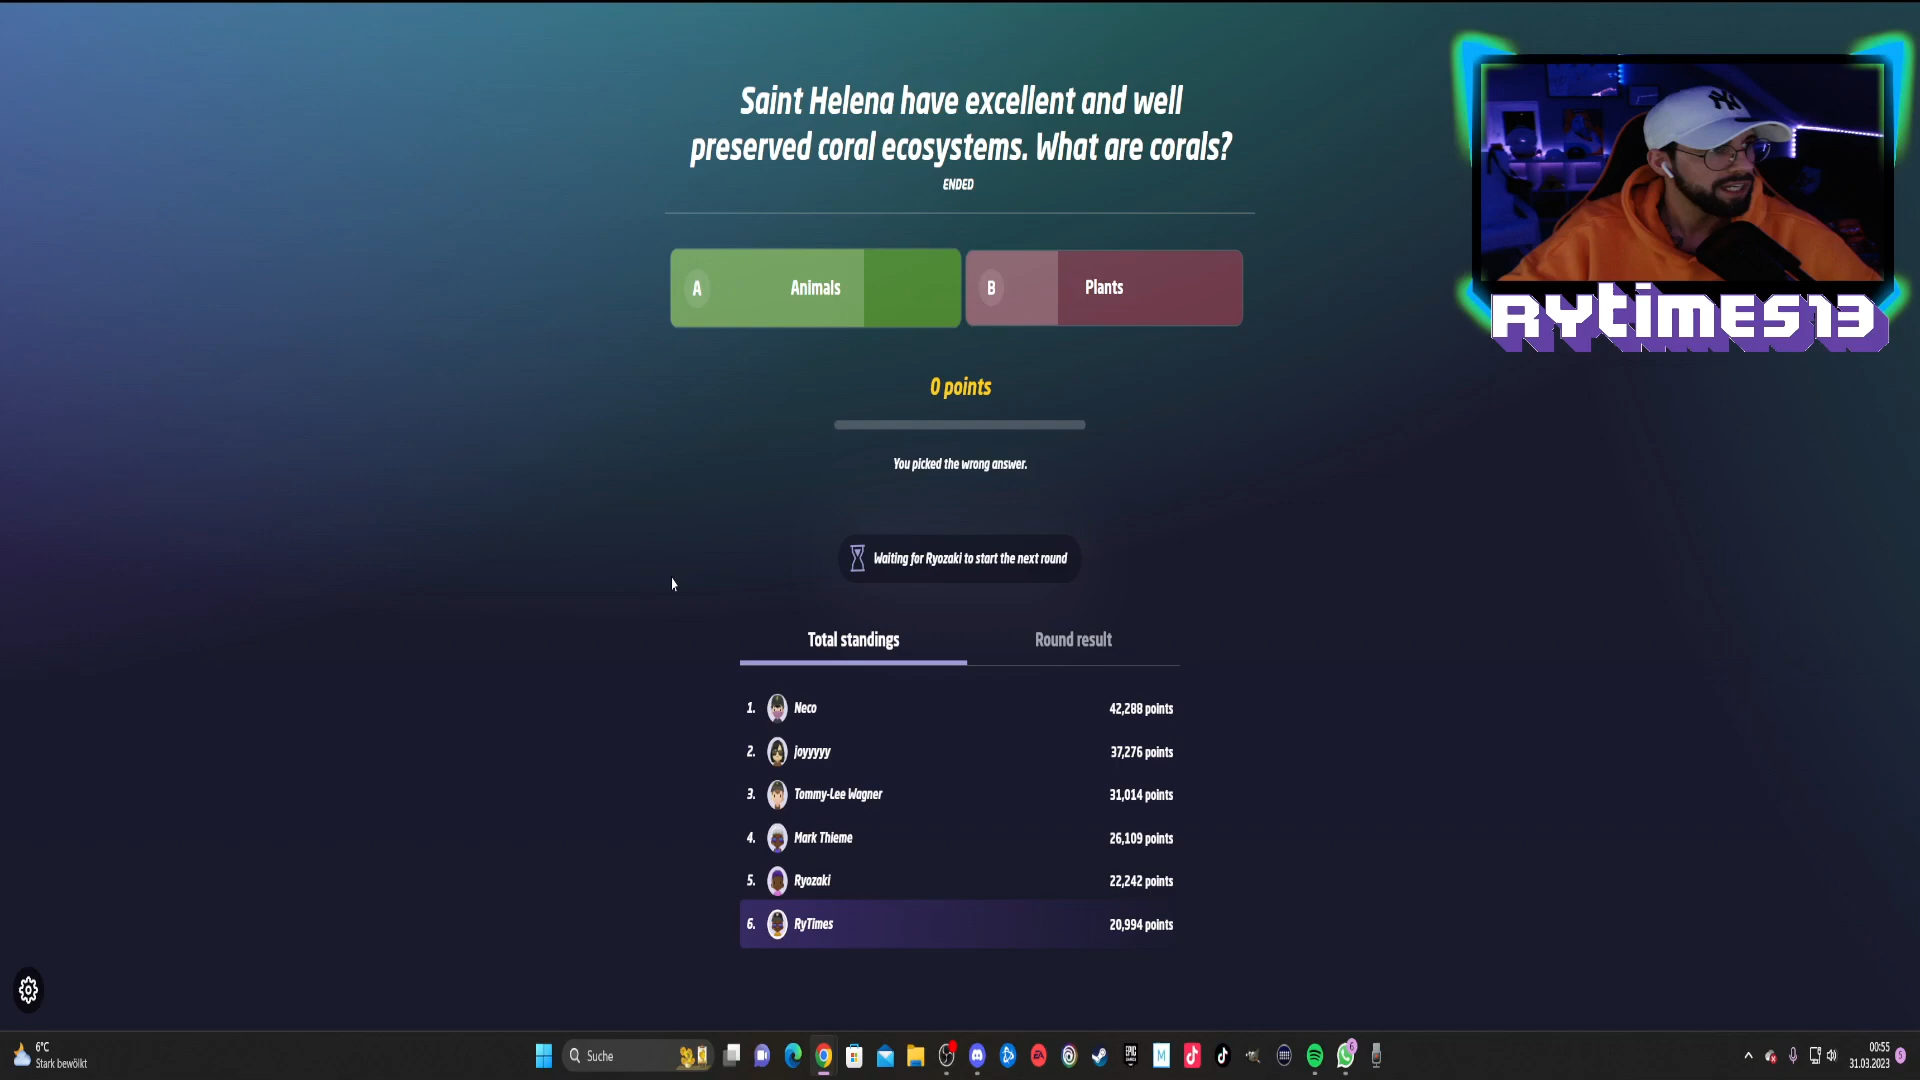 Saint Helena have excellent and well
preserved coral ecosystems. What are corals?
ENDED
A Animals
B Plants
0 points
You picked the wrong answer.
Waiting for Ryozaki to start the next round
Total standings
Round result
1. Neco 42,288 points
2. joyyyyy 37,276 points
3. Tommy-Lee Wagner 31,014 points
4. Mark Thieme 26,109 points
5. Ryozaki 22,242 points
6. RyTimes 20,994 points
RYTIMES13
6°C
Stark bewölkt
Suche
EA
EPIC
M
6
00:55
31.03.2023
5